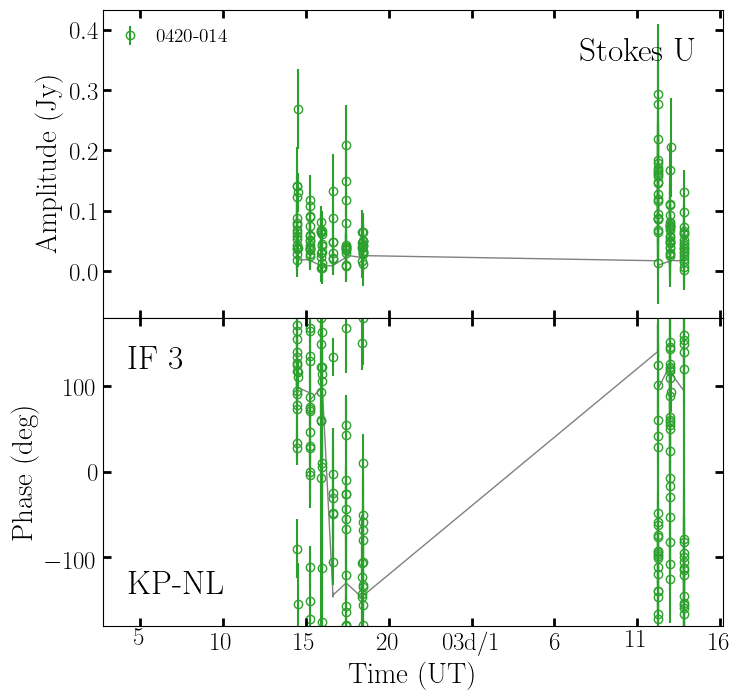 0420-014
Stokes U
0.4
0.3
0.2
0.1
0.0
Amplitude (Jy)
IF 3
KP-NL
100
0
−100
Phase (deg)
5 10 15 20 03d/1 6 11 16
Time (UT)